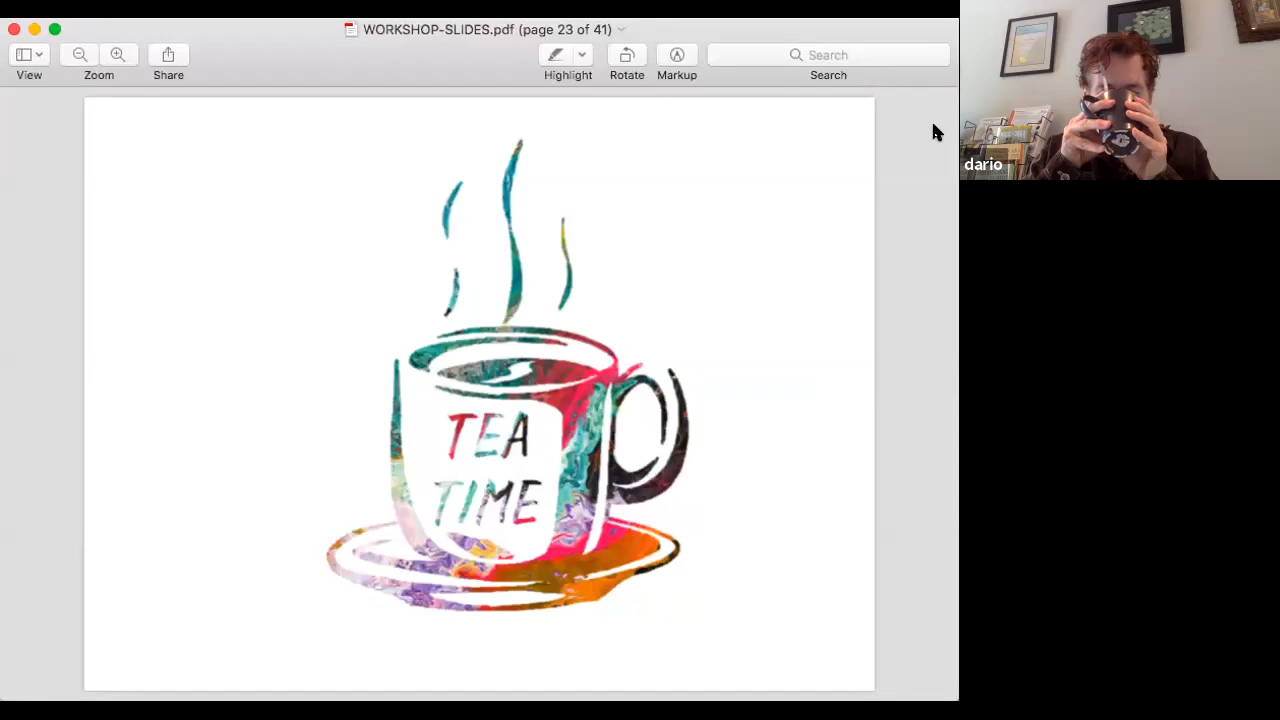 WORKSHOP-SLIDES.pdf (page 23 of 41)
View
Zoom
Share
Highlight
Rotate
Markup
Search
Search
TEA
TIME
dario